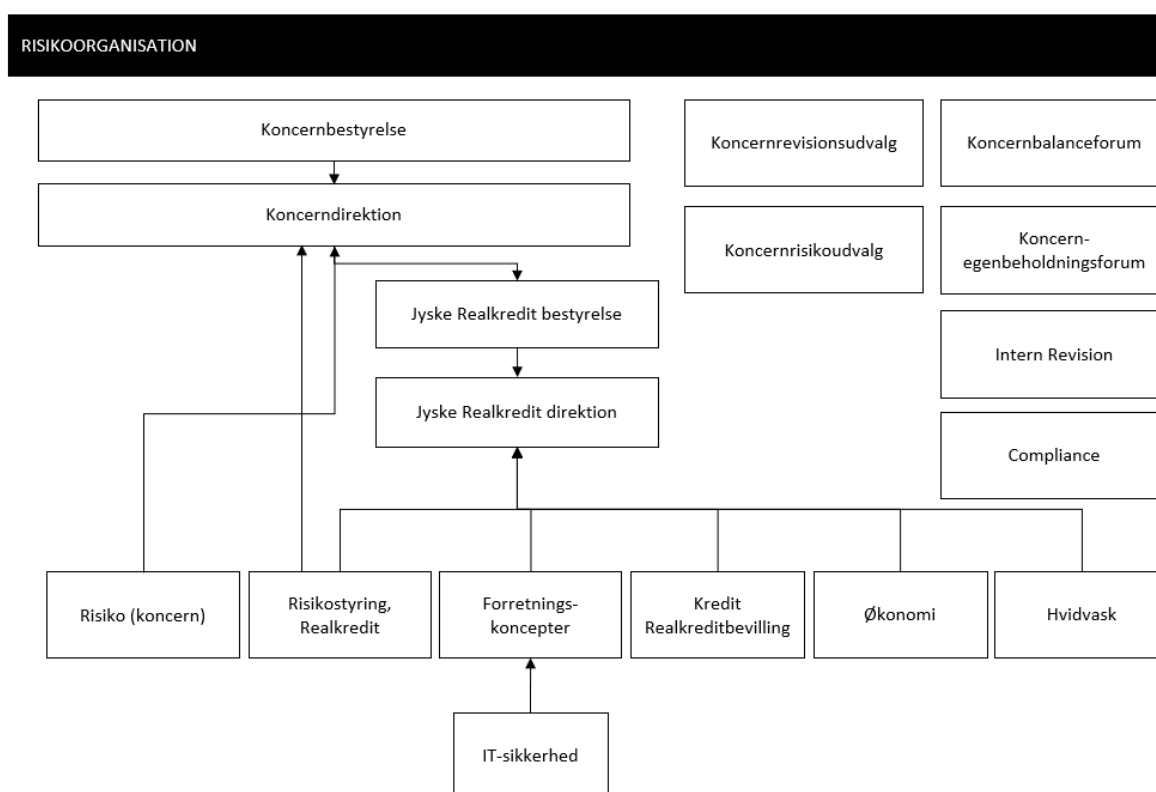 RISIKOORGANISATION
Koncernbestyrelse
Koncerndirektion
Koncernrevisionsudvalg
Koncernbalanceforum
Koncernrisikoudvalg
Koncern-
egenbeholdningsforum
Jyske Realkredit bestyrelse
Intern Revision
Jyske Realkredit direktion
Compliance
Risiko (koncern)
Risikostyring,
Realkredit
Forretnings-
koncepter
Kredit
Realkreditbevilling
Økonomi
Hvidvask
IT-sikkerhed